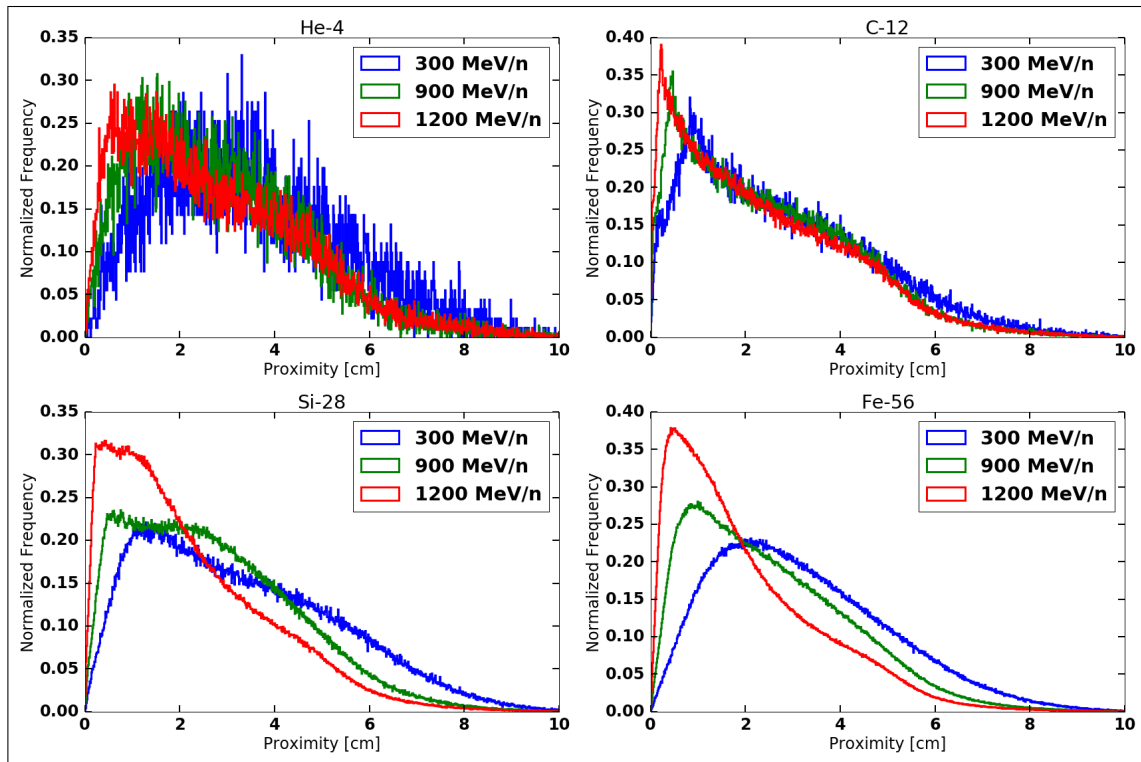 He-4
0.35
0.30
0.25
0.20
0.15
0.10
0.05
0.00
Normalized Frequency
300 MeV/n
900 MeV/n
1200 MeV/n
0 2 4 6 8 10
Proximity [cm]
C-12
0.40
0.35
0.30
0.25
0.20
0.15
0.10
0.05
0.00
Normalized Frequency
300 MeV/n
900 MeV/n
1200 MeV/n
0 2 4 6 8 10
Proximity [cm]
Si-28
0.35
0.30
0.25
0.20
0.15
0.10
0.05
0.00
Normalized Frequency
300 MeV/n
900 MeV/n
1200 MeV/n
0 2 4 6 8 10
Proximity [cm]
Fe-56
0.40
0.35
0.30
0.25
0.20
0.15
0.10
0.05
0.00
Normalized Frequency
300 MeV/n
900 MeV/n
1200 MeV/n
0 2 4 6 8 10
Proximity [cm]